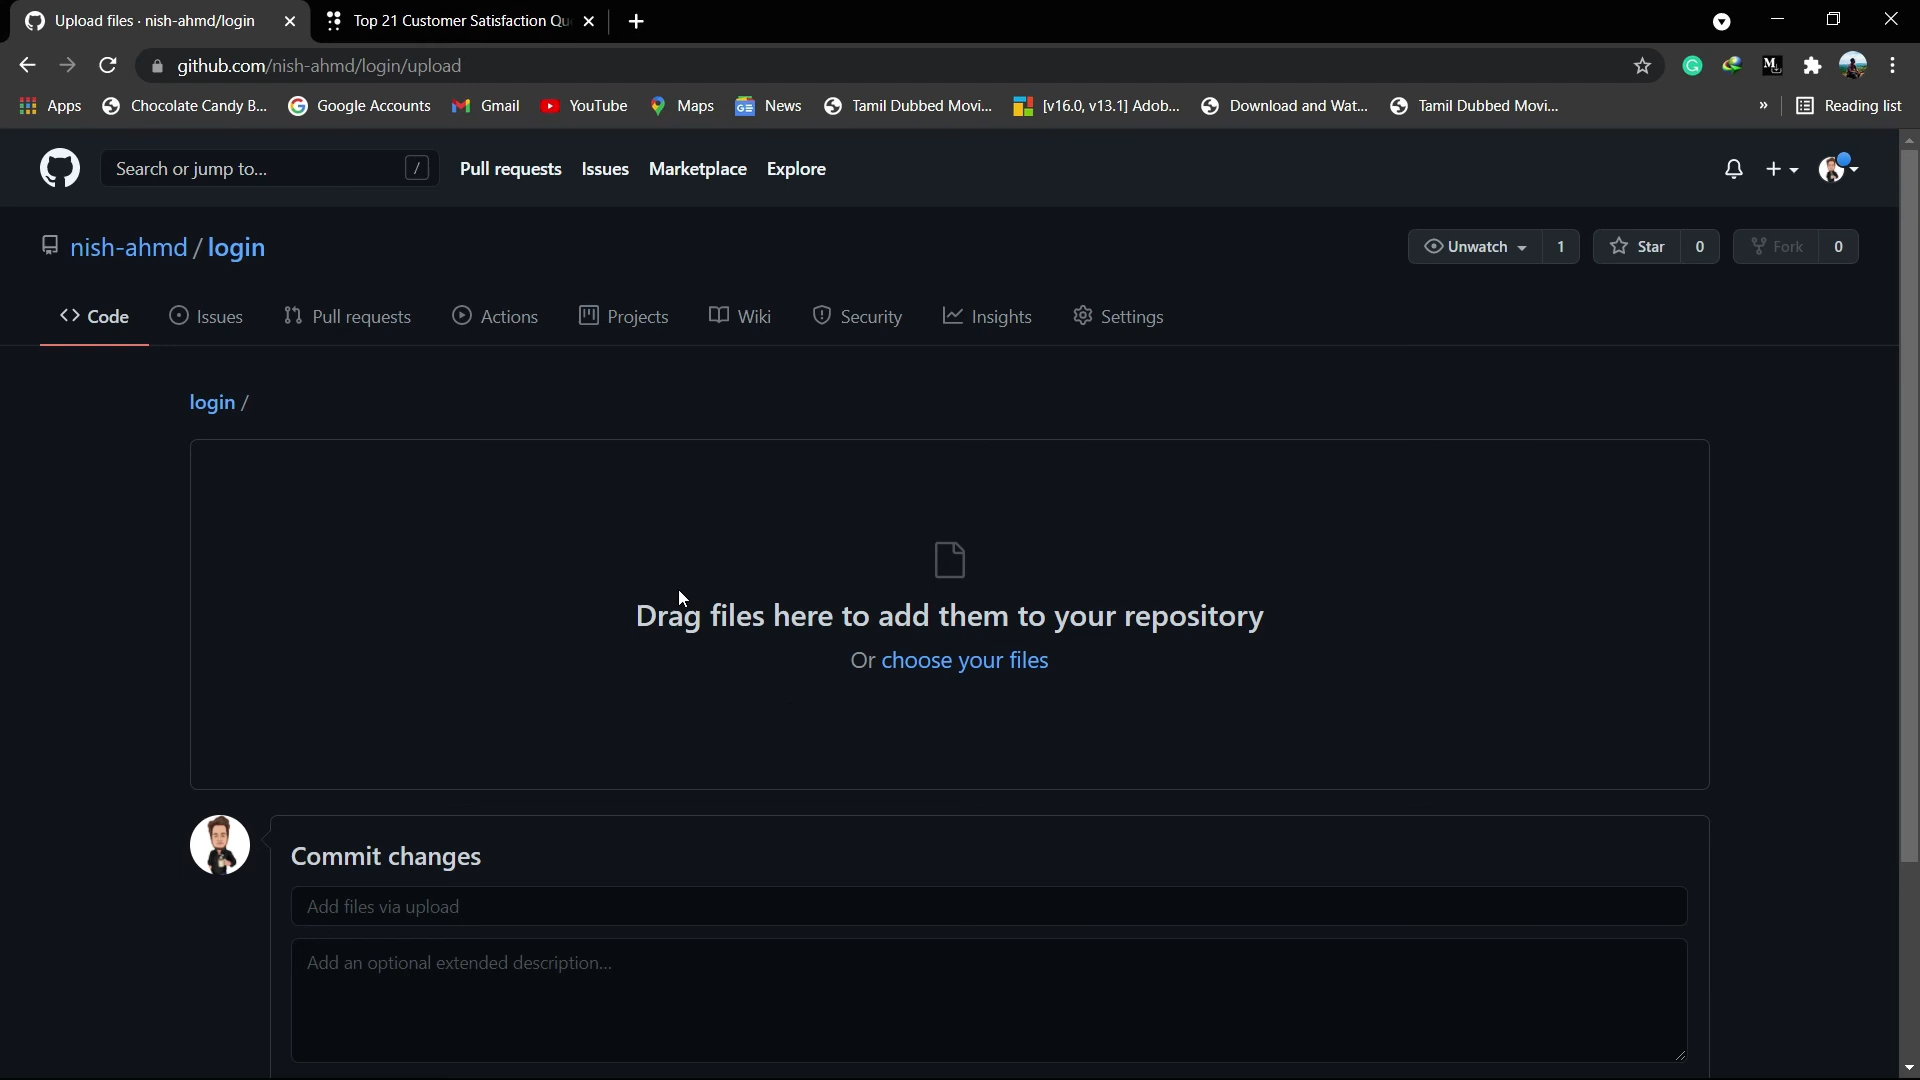 Upload files · nish-ahmd/login
Top 21 Customer Satisfaction Qu
github.com/nish-ahmd/login/upload
Apps
Chocolate Candy B...
Google Accounts
Gmail
YouTube
Maps
News
Tamil Dubbed Movi...
[v16.0, v13.1] Adob...
Download and Wat...
Tamil Dubbed Movi...
»
Reading list
Search or jump to...
/
Pull requests
Issues
Marketplace
Explore
nish-ahmd / login
Unwatch
1
Star
0
Fork
0
Code
Issues
Pull requests
Actions
Projects
Wiki
Security
Insights
Settings
login /
Drag files here to add them to your repository
Or choose your files
Commit changes
Add files via upload
Add an optional extended description...